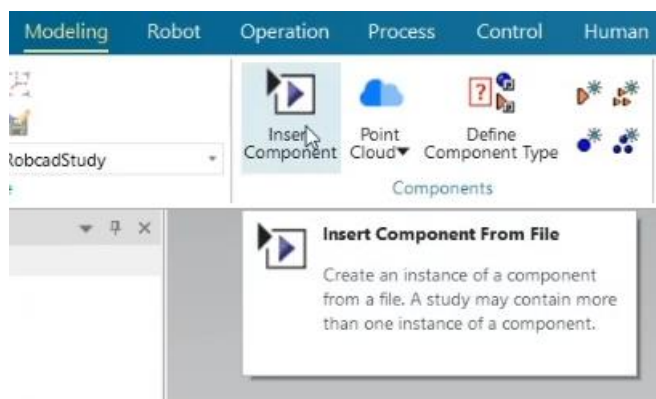 Modeling Robot Operation Process Control Human
Insert Point Define
Component Cloud Component Type
RobcadStudy
Components
Insert Component From File
Create an instance of a component
from a file. A study may contain more
than one instance of a component.